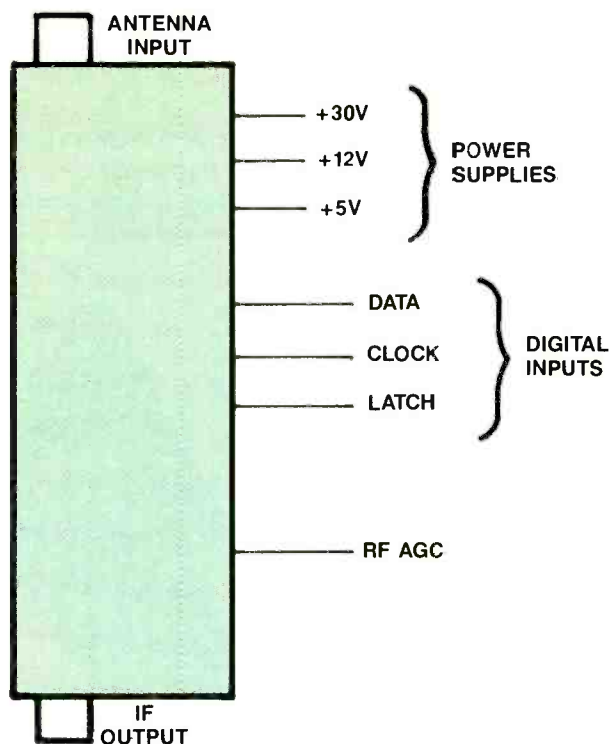 ANTENNA
INPUT
+30V
+12V
+5V
POWER
SUPPLIES
DATA
CLOCK
LATCH
DIGITAL
INPUTS
RF AGC
IF
OUTPUT